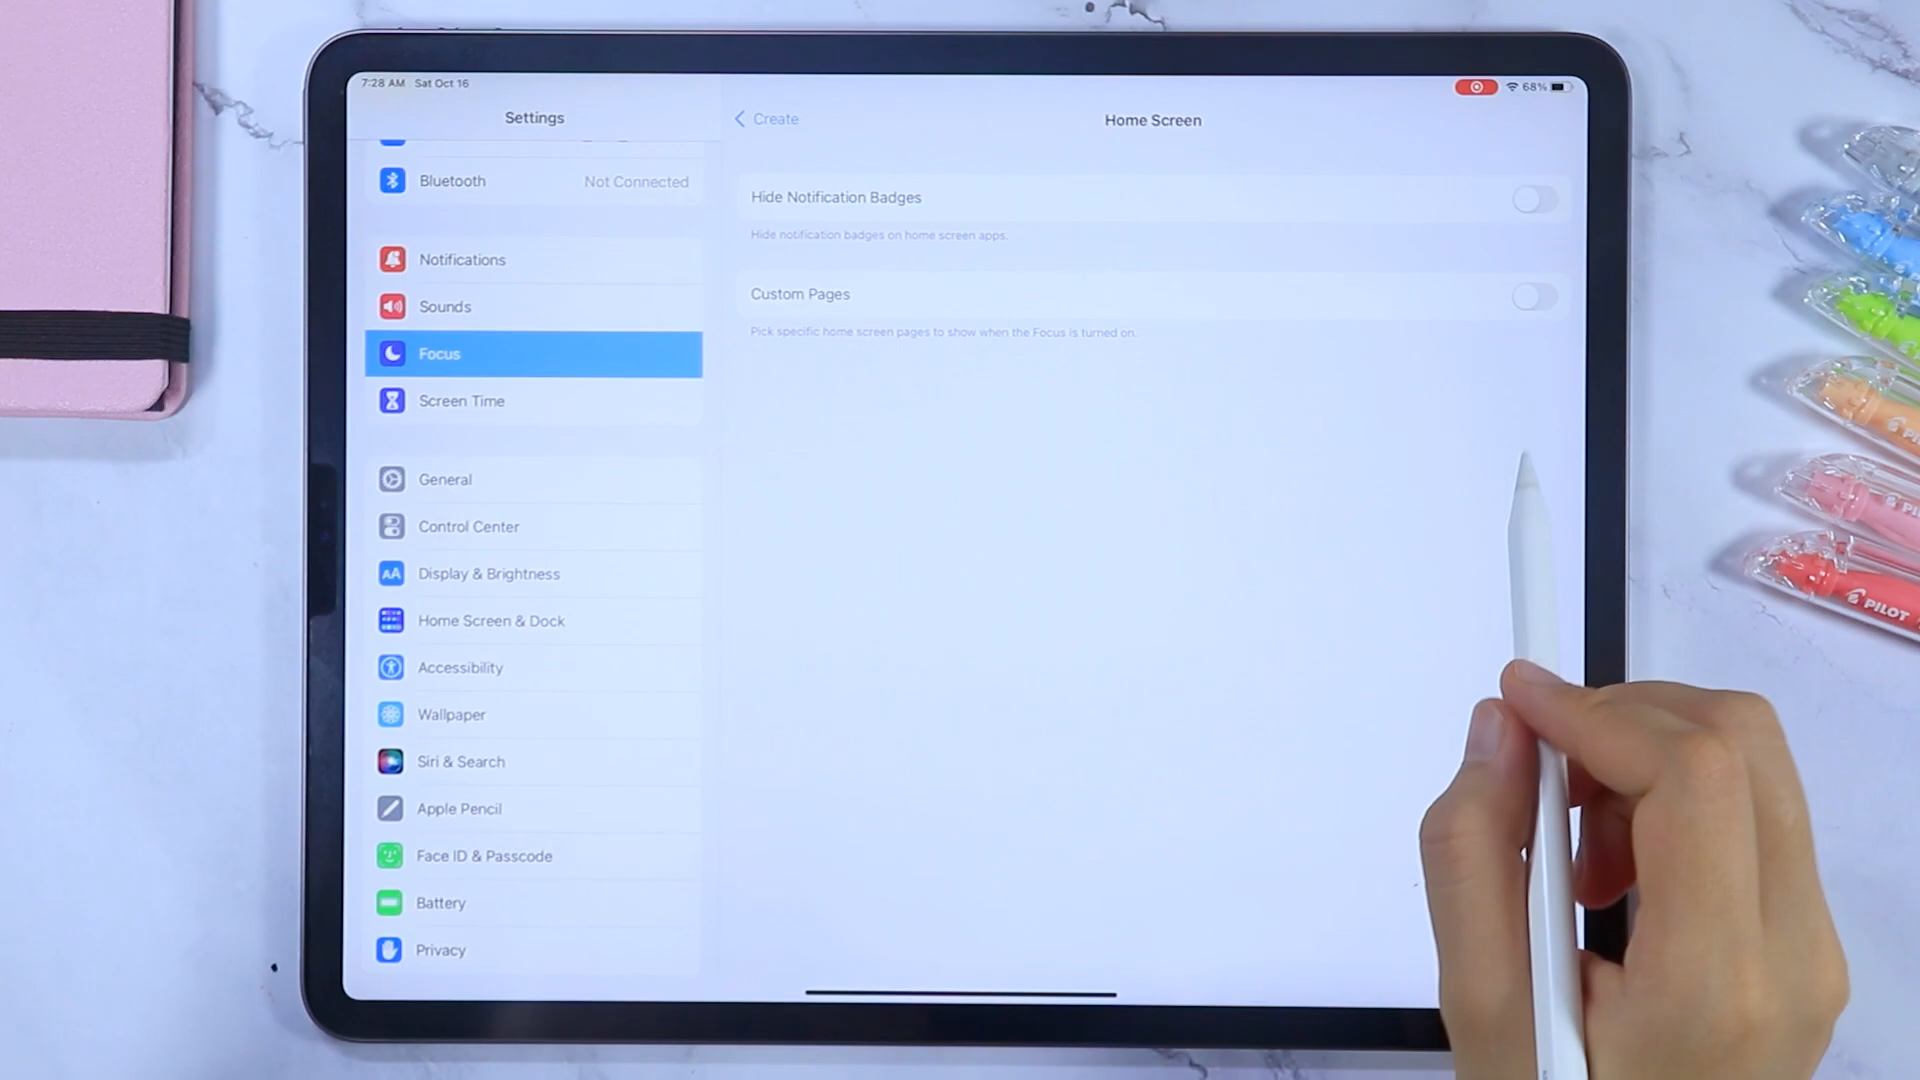 7:28 AM Sat Oct 16
68%
Settings
Create
Home Screen
Bluetooth
Not Connected
Notifications
Sounds
Focus
Screen Time
General
Control Center
Display & Brightness
Home Screen & Dock
Accessibility
Wallpaper
Siri & Search
Apple Pencil
Face ID & Passcode
Battery
Privacy
Hide Notification Badges
Hide notification badges on home screen apps.
Custom Pages
Pick specific home screen pages to show when the Focus is turned on.
AA
PILOT